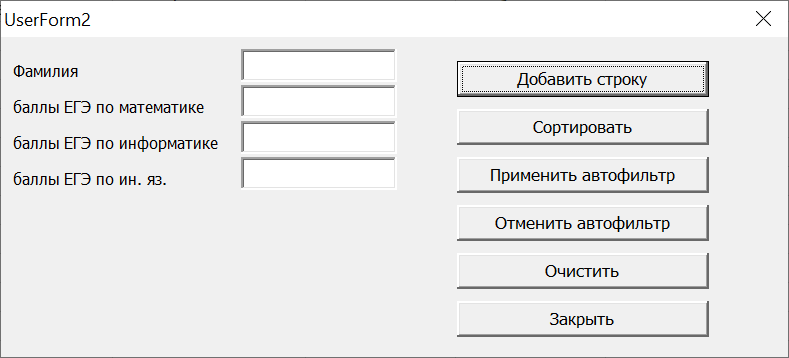 UserForm2
Фамилия
баллы ЕГЭ по математике
баллы ЕГЭ по информатике
баллы ЕГЭ по ин. яз.
Добавить строку
Сортировать
Применить автофильтр
Отменить автофильтр
Очистить
Закрыть